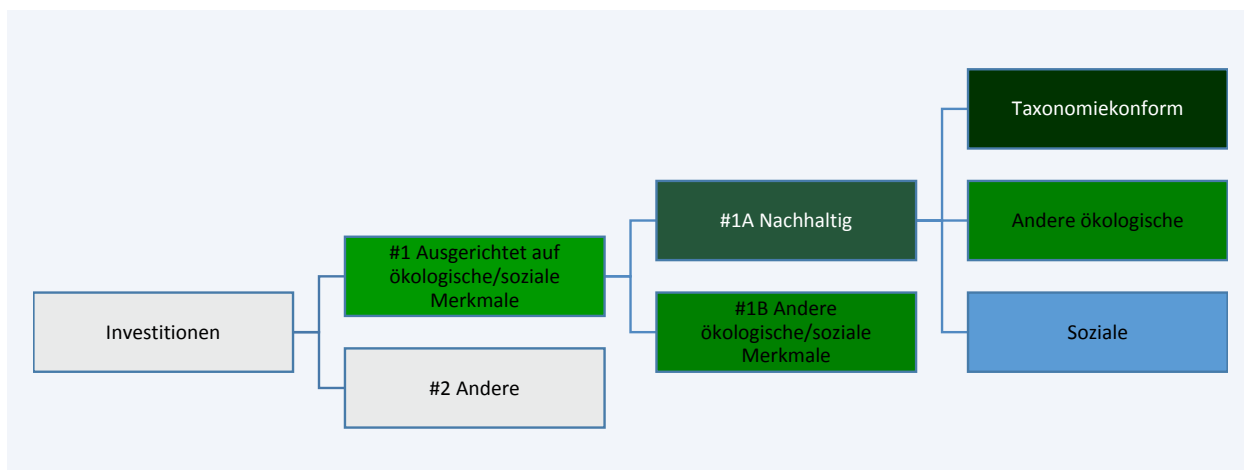 Investitionen
#1 Ausgerichtet auf
ökologische/soziale
Merkmale
#2 Andere
#1A Nachhaltig
#1B Andere
ökologische/soziale
Merkmale
Taxonomiekonform
Andere ökologische
Soziale